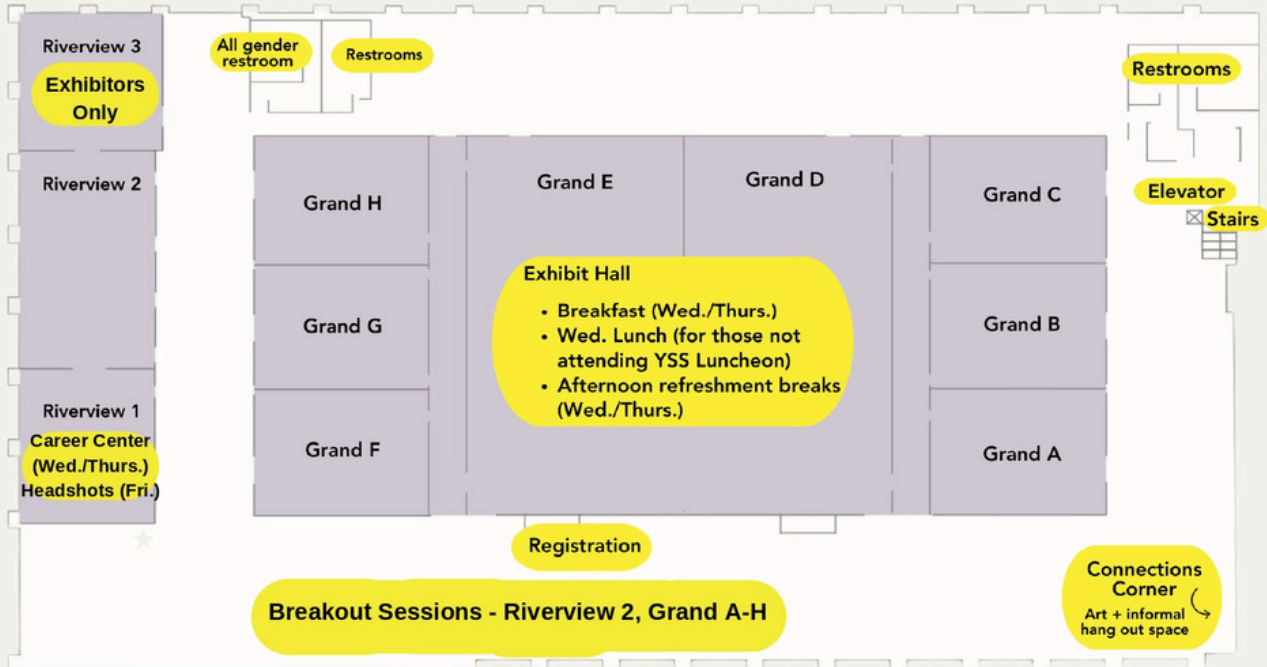 Riverview 3
Exhibitors
Only
All gender
restroom
Restrooms
Restrooms
Riverview 2
Grand H
Grand E
Grand D
Grand C
Elevator
Stairs
Exhibit Hall
• Breakfast (Wed./Thurs.)
• Wed. Lunch (for those not
attending YSS Luncheon)
• Afternoon refreshment breaks
(Wed./Thurs.)
Grand G
Grand B
Riverview 1
Career Center
(Wed./Thurs.)
Headshots (Fri.)
Grand F
Grand A
Registration
Breakout Sessions - Riverview 2, Grand A-H
Connections
Corner
Art + informal
hang out space